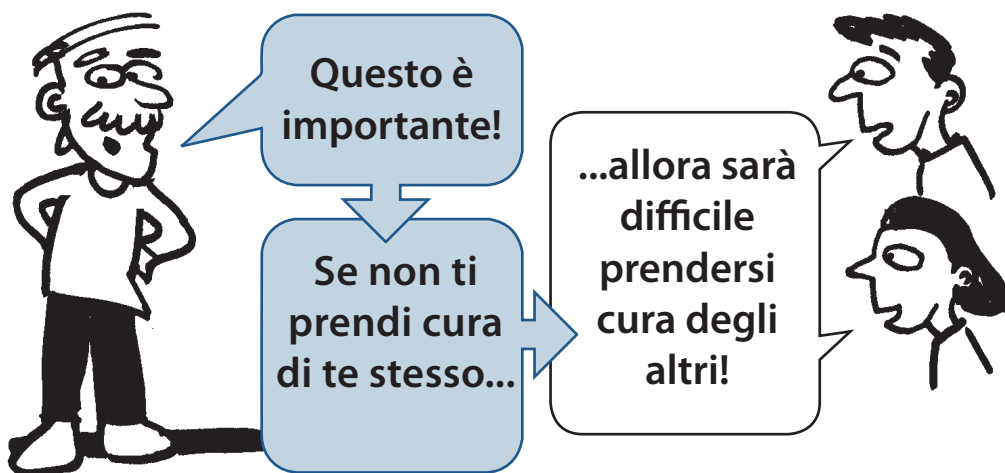 Questo è
importante!
Se non ti
prendi cura
di te stesso...
...allora sarà
difficile
prendersi
cura degli
altri!